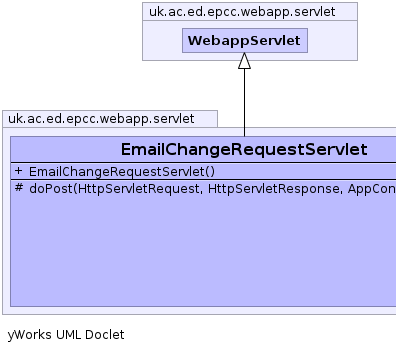 uk.ac.ed.epcc.webapp.servlet
WebappServlet
uk.ac.ed.epcc.webapp.servlet
EmailChangeRequestServlet
+ EmailChangeRequestServlet()
# doPost(HttpServletRequest, HttpServletResponse, AppCon
yWorks UML Doclet